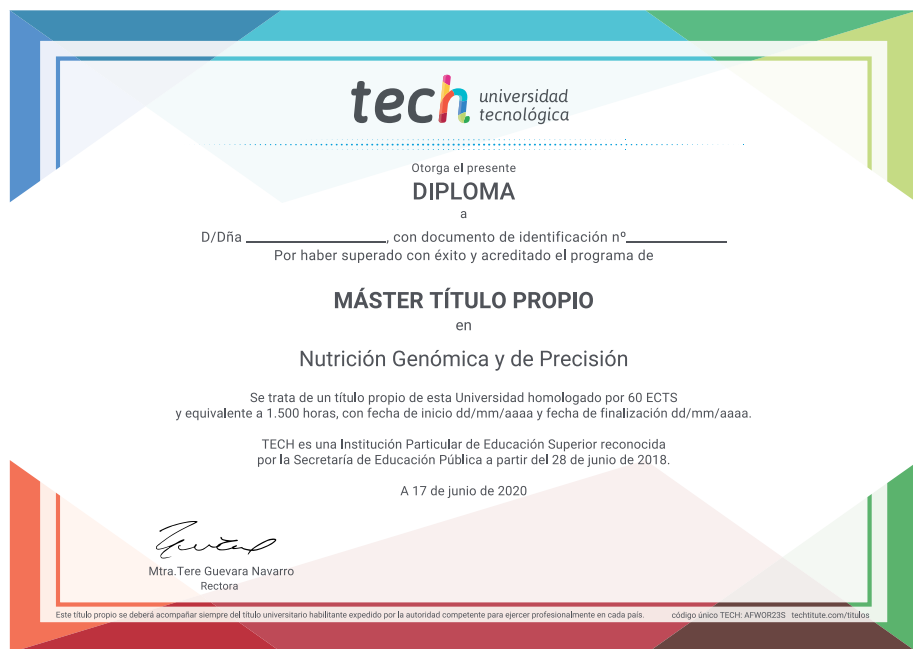 tech universidad
tecnológica
Otorga el presente
DIPLOMA
a
D/Dña ____________, con documento de identificación nº____________
Por haber superado con éxito y acreditado el programa de
MÁSTER TÍTULO PROPIO
en
Nutrición Genómica y de Precisión
Se trata de un título propio de esta Universidad homologado por 60 ECTS
y equivalente a 1.500 horas, con fecha de inicio dd/mm/aaaa y fecha de finalización dd/mm/aaaa.
TECH es una Institución Particular de Educación Superior reconocida
por la Secretaría de Educación Pública a partir del 28 de junio de 2018.
A 17 de junio de 2020
Mtra.Tere Guevara Navarro
Rectora
Este título propio se deberá acompañar siempre del título universitario habilitante expedido por la autoridad competente para ejercer profesionalmente en cada país. código único TECH: AFWOR23S techtitute.com/titulos